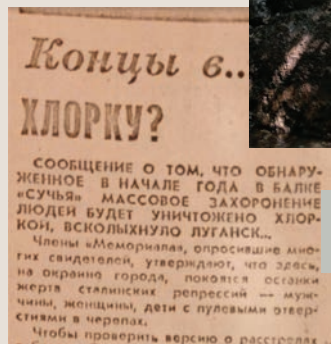 Концы в..
ХЛОРКУ?
СООБЩЕНИЕ О ТОМ, ЧТО ОБНАРУ-
ЖЕННОЕ В НАЧАЛЕ ГОДА В БАЛКЕ
«СУЧЬЯ» МАССОВОЕ ЗАХОРОНЕНИЕ
ЛЮДЕЙ БУДЕТ УНИЧТОЖЕНО ХЛОР-
КОЙ, ВСКОЛЫХНУЛО ЛУГАНСК...
Члены «Мемориала», опросившие мно-
гих свидетелей, утверждают, что здесь,
на окраине города, покоятся останки
жертв сталинских репрессий — муж-
чины, женщины, дети с пулевыми отвер-
стиями в черепах.
Чтобы проверить версию о расстрелах